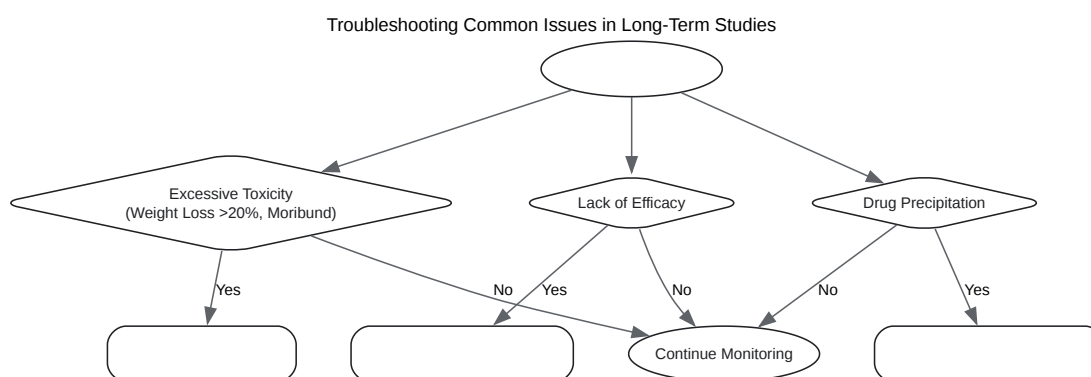 Troubleshooting Common Issues in Long-Term Studies
Excessive Toxicity
(Weight Loss >20%, Moribund)
Lack of Efficacy
Drug Precipitation
Yes
No
Yes
No
No
Yes
Continue Monitoring